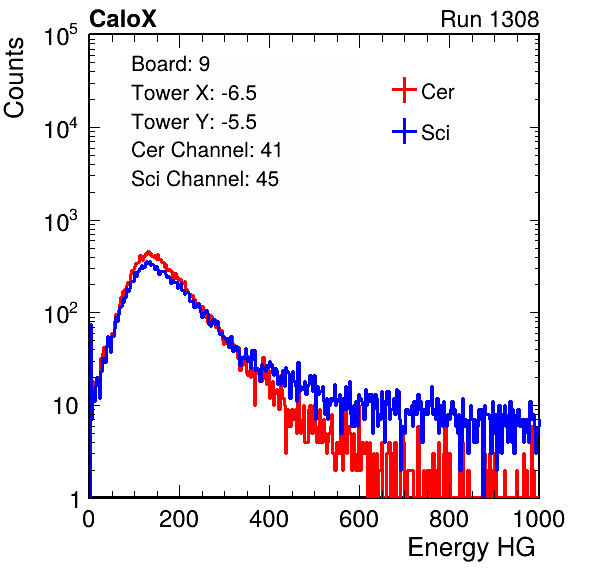 CaloX Run 1308
Counts
Board: 9
Tower X: -6.5
Tower Y: -5.5
Cer Channel: 41
Sci Channel: 45
Cer
Sci
10^5
10^4
10^3
10^2
10
1
0 200 400 600 800 1000
Energy HG